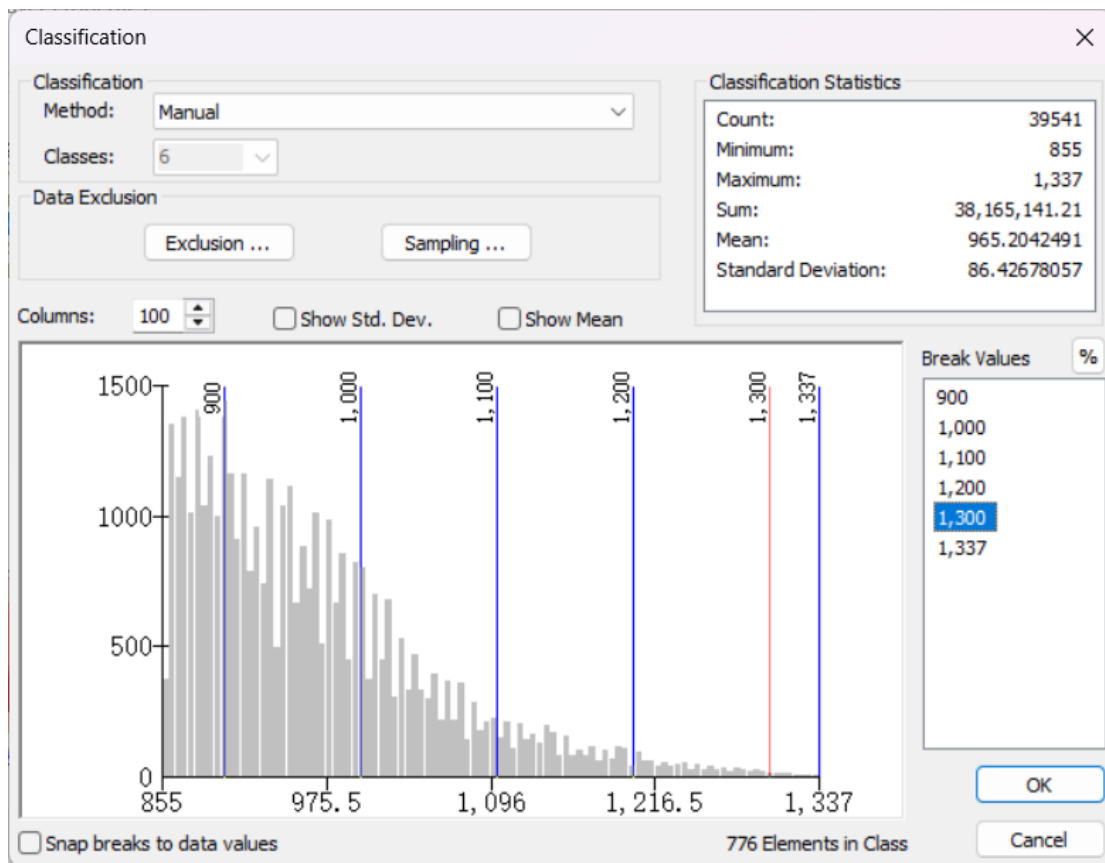 Classification
Classification
Method: Manual
Classes: 6
Data Exclusion
Exclusion ...
Sampling ...
Classification Statistics
Count: 39541
Minimum: 855
Maximum: 1,337
Sum: 38,165,141.21
Mean: 965.2042491
Standard Deviation: 86.42678057
Columns: 100
Show Std. Dev.
Show Mean
Break Values %
900
1,000
1,100
1,200
1,300
1,337
1500
1000
500
0
900
1,000
1,100
1,200
1,300
1,337
855 975.5 1,096 1,216.5 1,337
Snap breaks to data values
776 Elements in Class
OK
Cancel